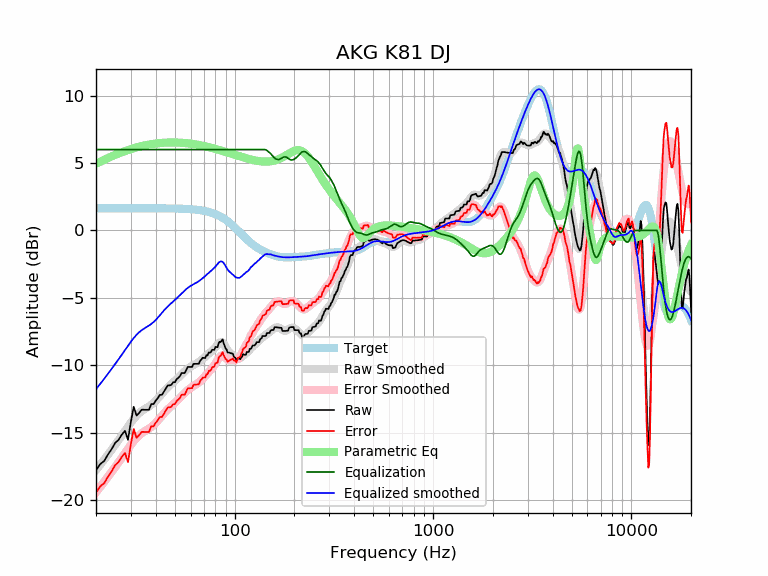 AKG K81 DJ
10
5
0
−5
−10
−15
−20
Amplitude (dBr)
Target
Raw Smoothed
Error Smoothed
Raw
Error
Parametric Eq
Equalization
Equalized smoothed
100 1000 10000
Frequency (Hz)